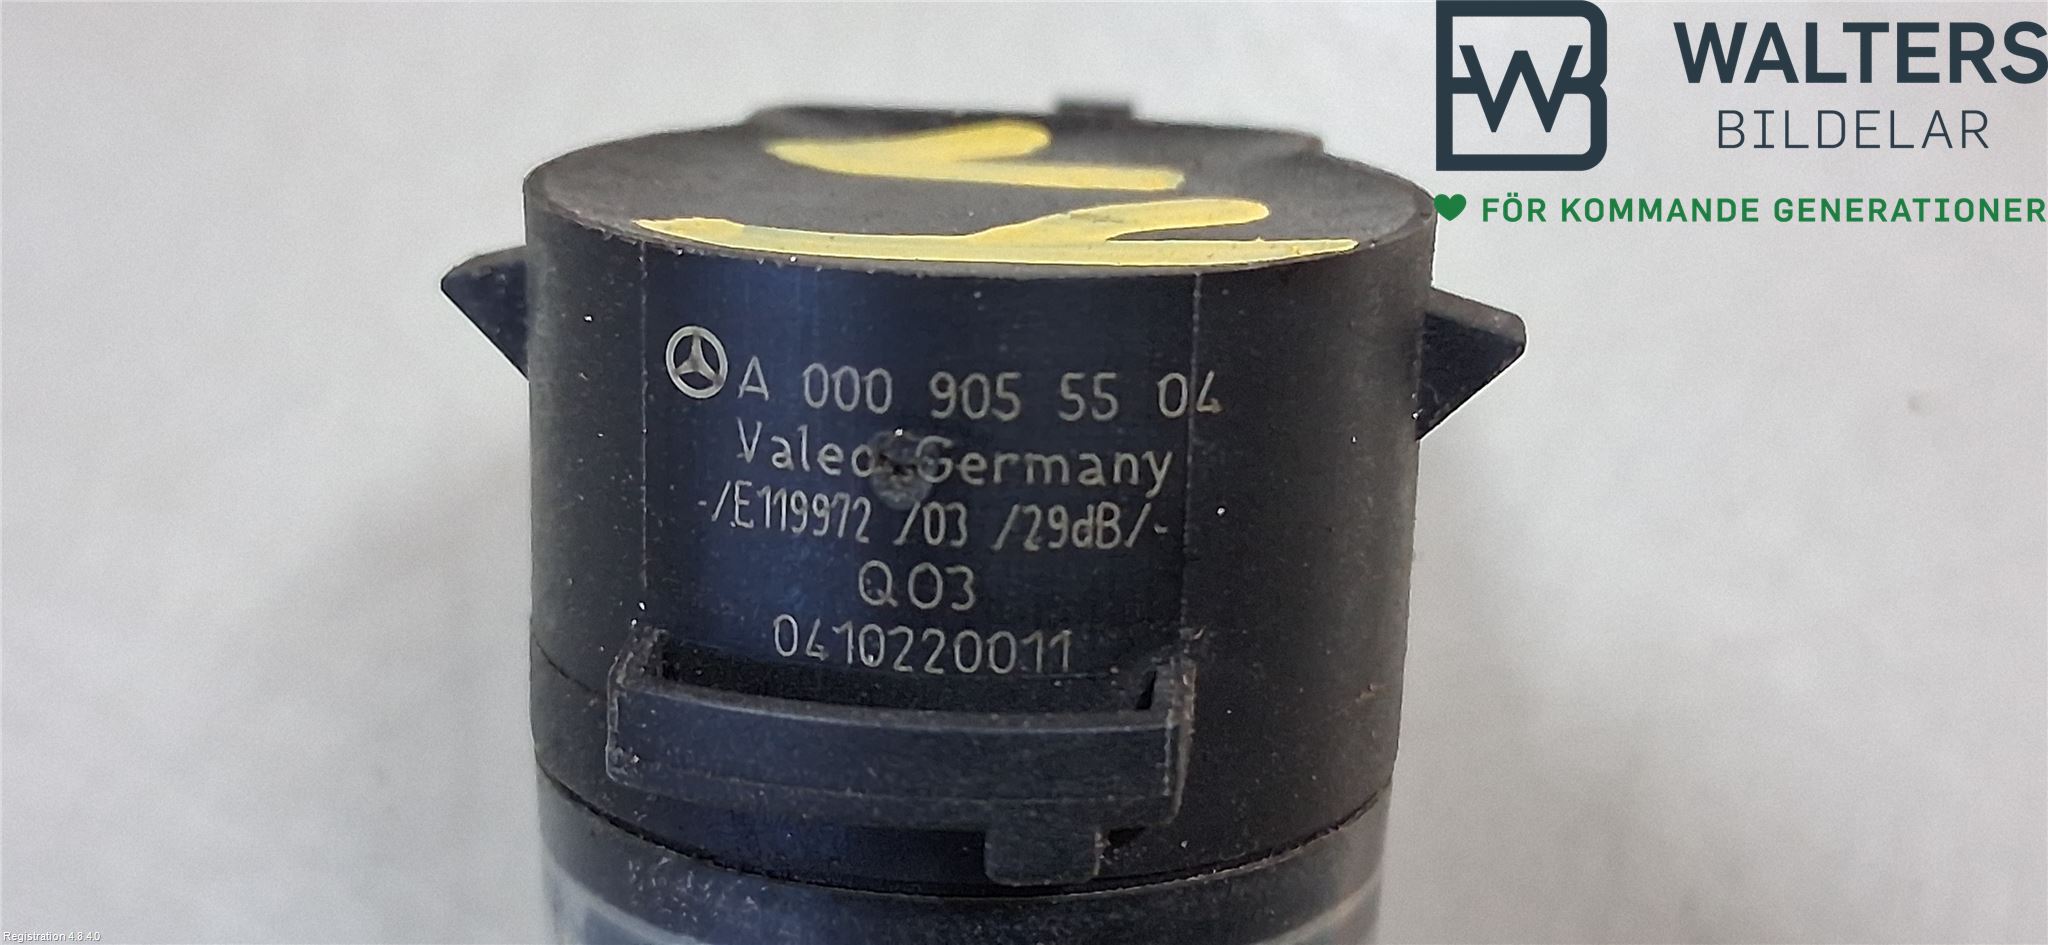 WALTERS
BILDELAR
FÖR KOMMANDE GENERATIONER
A 000 905 55 04
Valeo Germany
-/E119972 /03 /29dB/-
Q03
0410220011
Registration 4.8.4.0